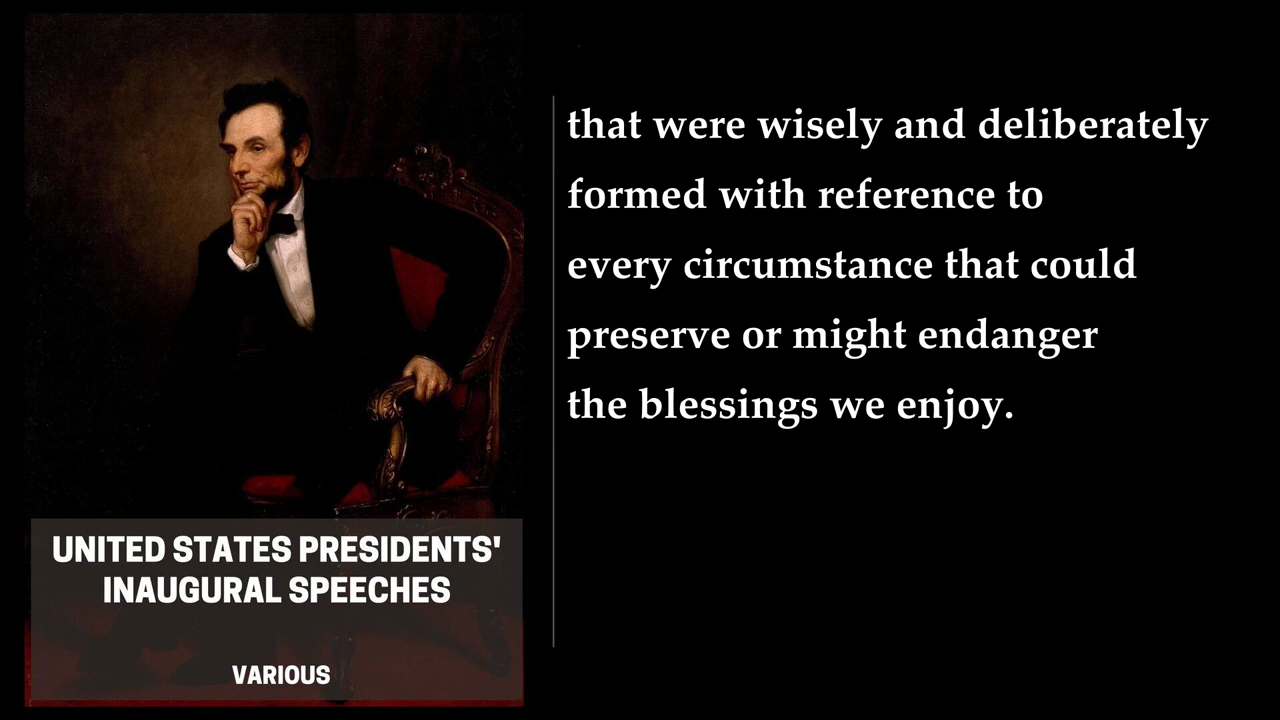 that were wisely and deliberately
formed with reference to
every circumstance that could
preserve or might endanger
the blessings we enjoy.
UNITED STATES PRESIDENTS'
INAUGURAL SPEECHES
VARIOUS